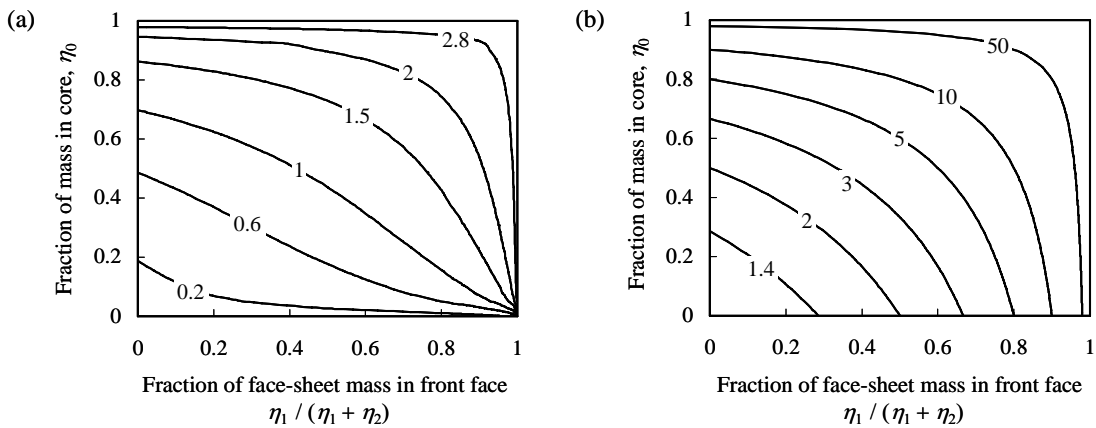 (a)
Fraction of mass in core, η0
1
0.8
0.6
0.4
0.2
0
2.8
2
1.5
1
0.6
0.2
0 0.2 0.4 0.6 0.8 1
Fraction of face-sheet mass in front face
η1 / (η1 + η2)
(b)
Fraction of mass in core, η0
1
0.8
0.6
0.4
0.2
0
50
10
5
3
2
1.4
0 0.2 0.4 0.6 0.8 1
Fraction of face-sheet mass in front face
η1 / (η1 + η2)